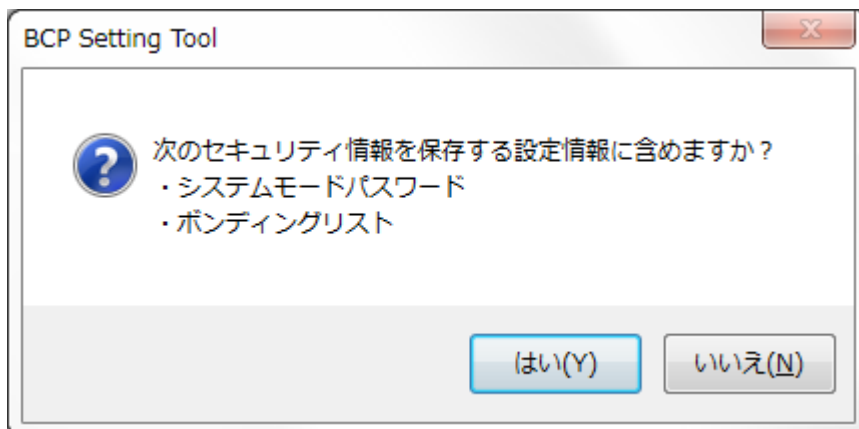 BCP Setting Tool
次のセキュリティ情報を保存する設定情報に含めますか？
・システムモードパスワード
・ボンディングリスト
はい(Y) いいえ(N)